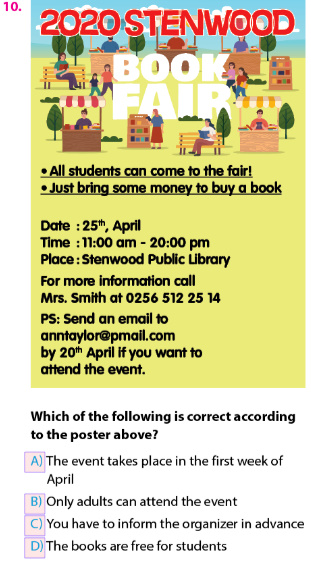 10.
2020 STENWOOD
BOOK
FAIR
• All students can come to the fair!
• Just bring some money to buy a book
Date : 25th, April
Time : 11:00 am - 20:00 pm
Place : Stenwood Public Library
For more information call
Mrs. Smith at 0256 512 25 14
PS: Send an email to
anntaylor@pmail.com
by 20th April if you want to
attend the event.
Which of the following is correct according
to the poster above?
A) The event takes place in the first week of
April
B) Only adults can attend the event
C) You have to inform the organizer in advance
D) The books are free for students